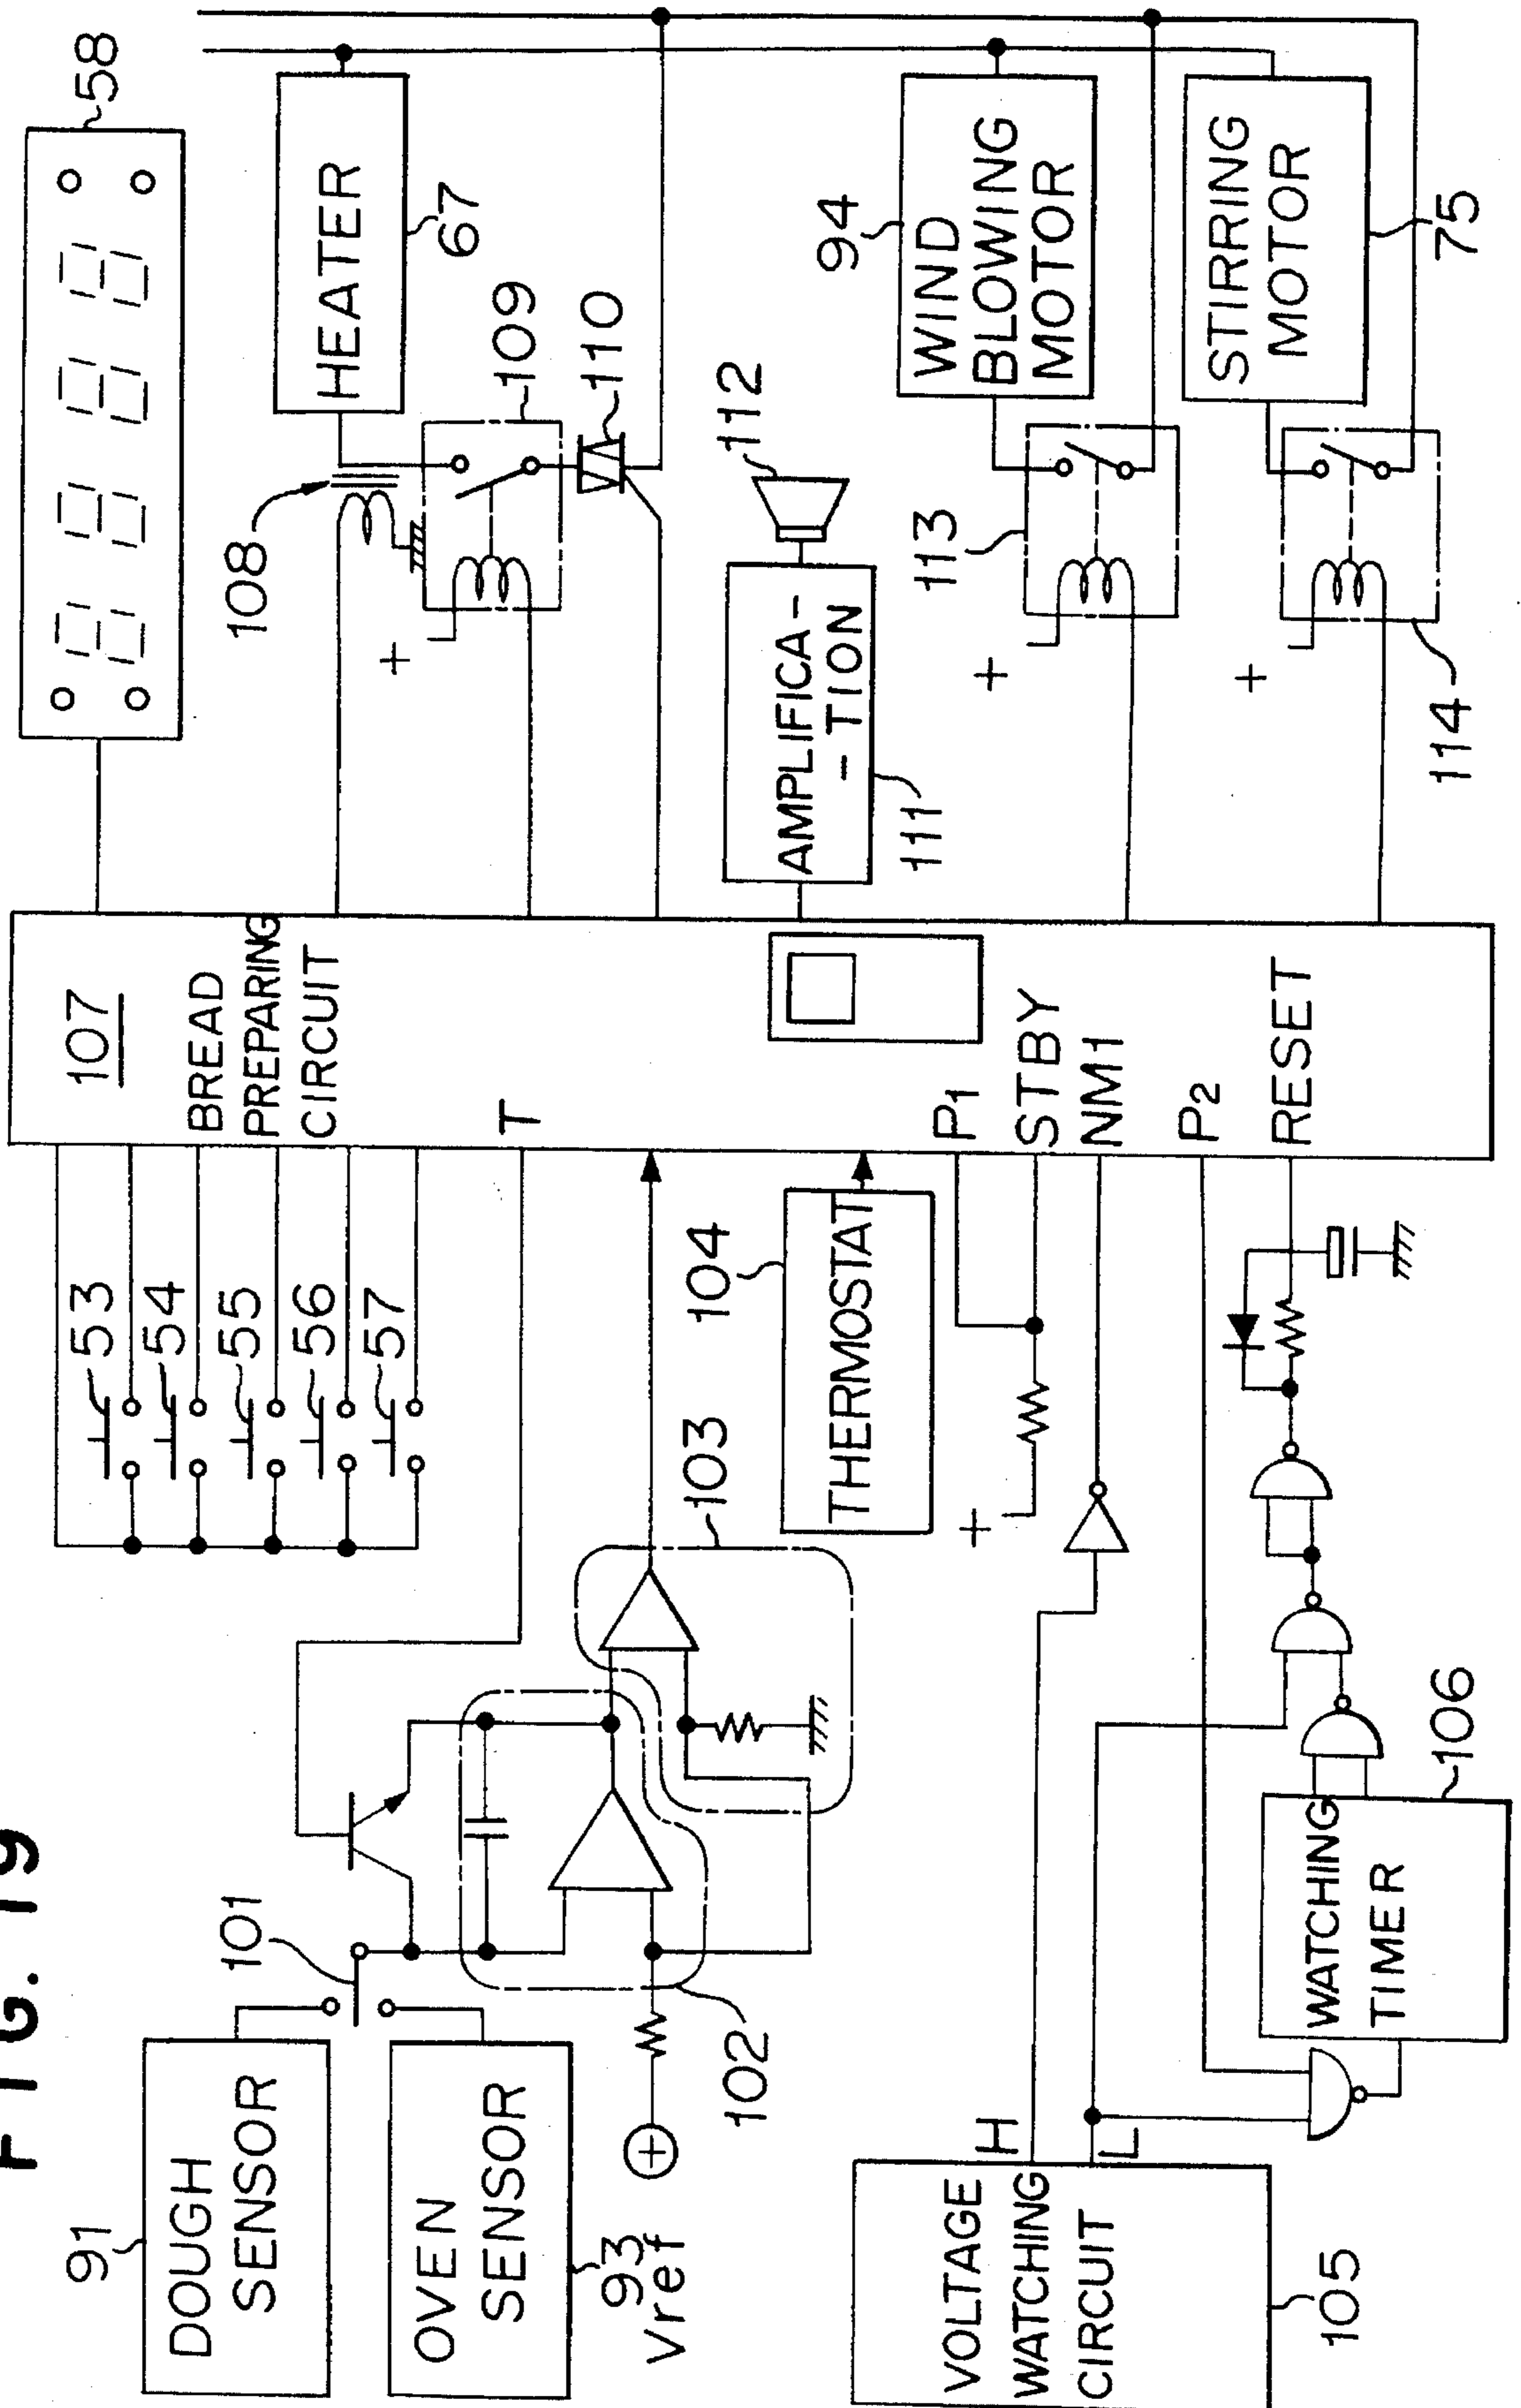 FIG. 19
91
DOUGH
SENSOR
OVEN
SENSOR
93
Vref
+
101
102
103
53
54
55
56
57
107
BREAD
PREPARING
CIRCUIT
T
P1
STBY
NM1
P2
RESET
THERMOSTAT
104
+
VOLTAGE
WATCHING
CIRCUIT
105
H
L
WATCHING
TIMER
106
58
HEATER
67
108
+
109
110
AMPLIFICA-
-TION
111
112
WIND
BLOWING
MOTOR
94
113
+
STIRRING
MOTOR
75
+
114